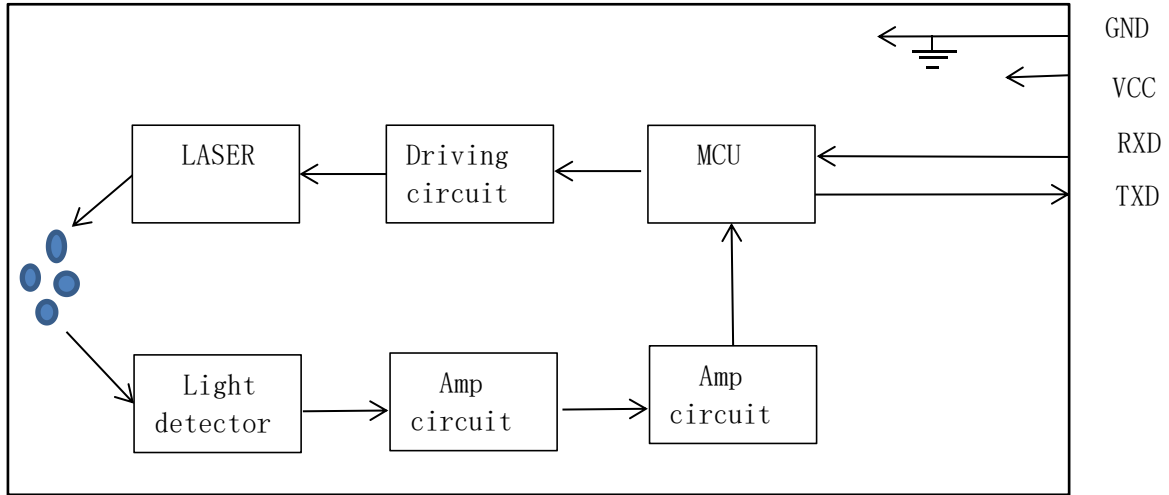 GND
VCC
LASER
Driving
circuit
MCU
RXD
TXD
Light
detector
Amp
circuit
Amp
circuit